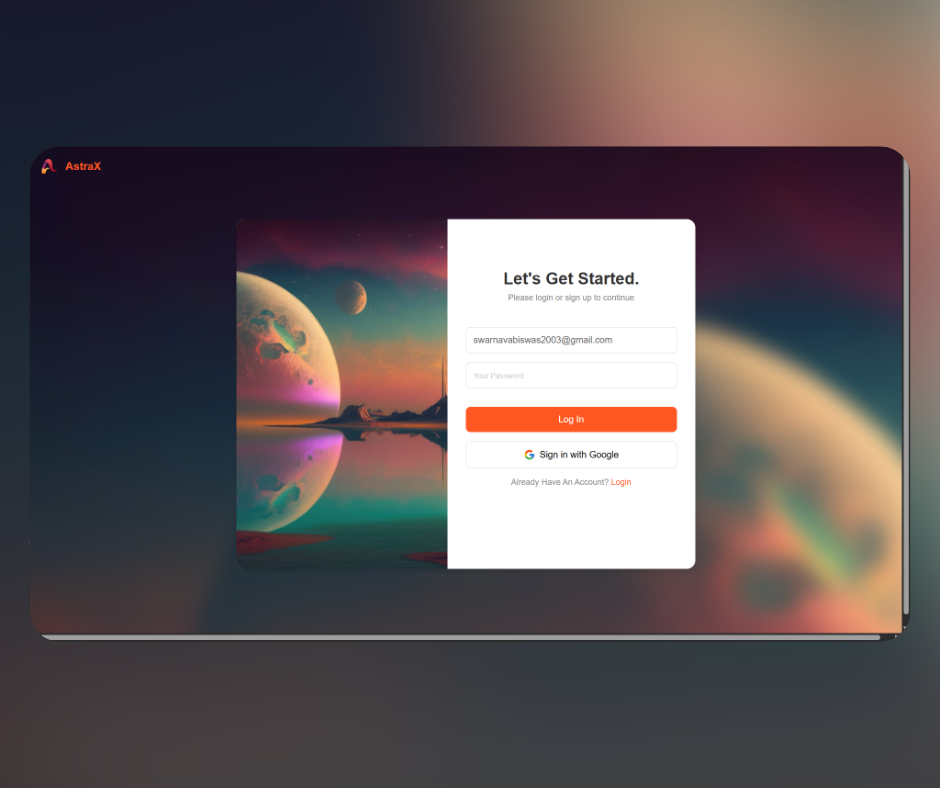 AstraX
Let's Get Started.
Please login or sign up to continue
swarnavabiswas2003@gmail.com
Your Password
Log In
Sign in with Google
Already Have An Account? Login